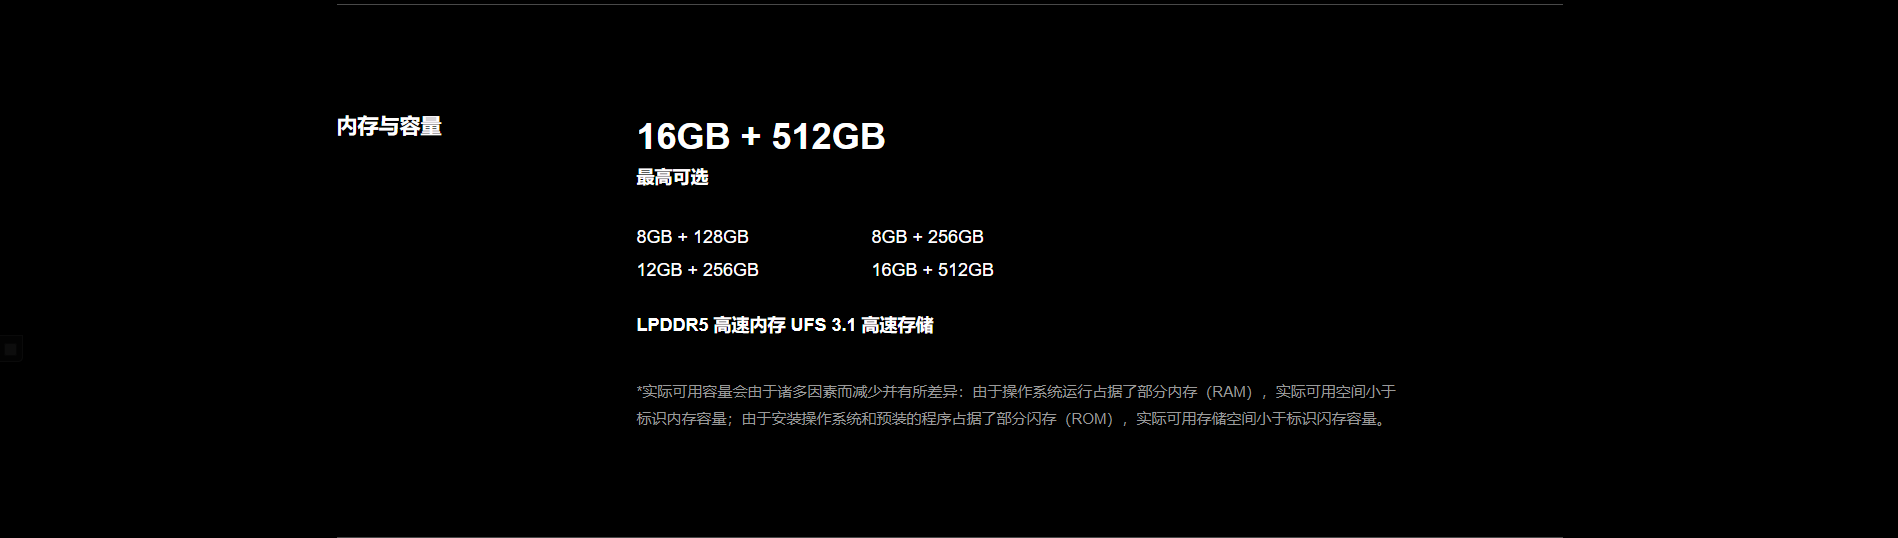 内存与容量
16GB + 512GB
最高可选
8GB + 128GB 8GB + 256GB
12GB + 256GB 16GB + 512GB
LPDDR5 高速内存 UFS 3.1 高速存储
*实际可用容量会由于诸多因素而减少并有所差异：由于操作系统运行占据了部分内存（RAM），实际可用空间小于
标识内存容量；由于安装操作系统和预装的程序占据了部分闪存（ROM），实际可用存储空间小于标识闪存容量。